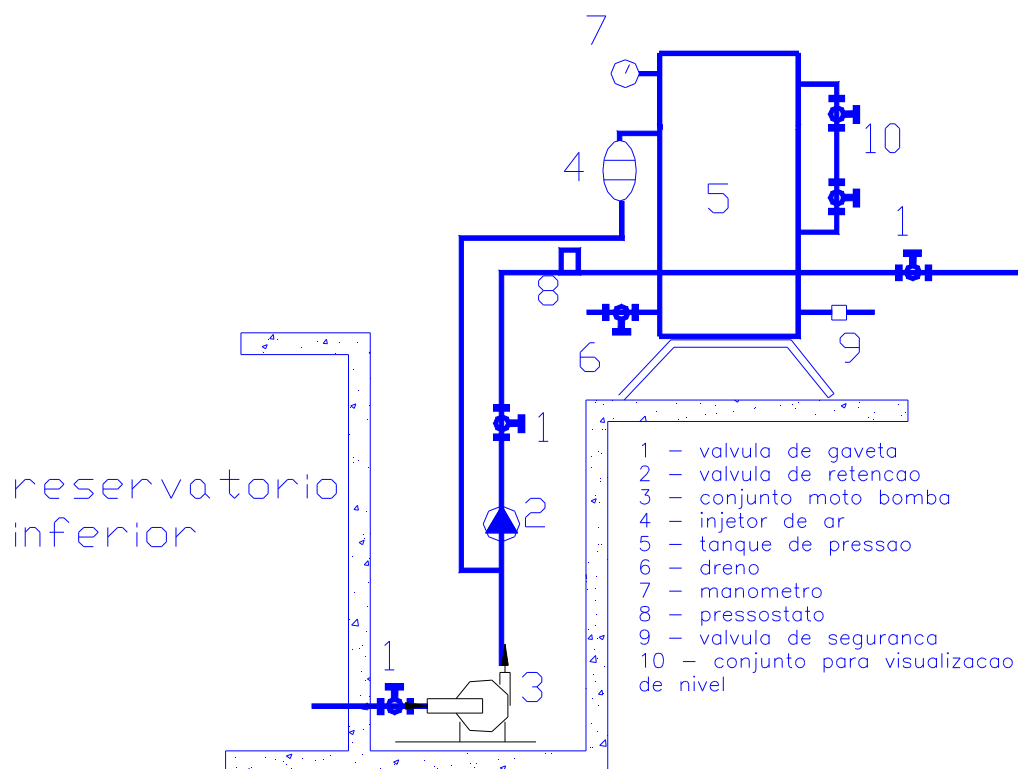 7
10
4
5
1
8
9
6
1
reservatorio
inferior
2
1
3
1 - valvula de gaveta
2 - valvula de retencao
3 - conjunto moto bomba
4 - injetor de ar
5 - tanque de pressao
6 - dreno
7 - manometro
8 - pressostato
9 - valvula de seguranca
10 - conjunto para visualizacao
de nivel